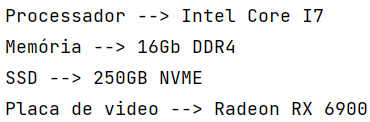 Processador --> Intel Core I7
Memória --> 16Gb DDR4
SSD --> 250GB NVME
Placa de video --> Radeon RX 6900